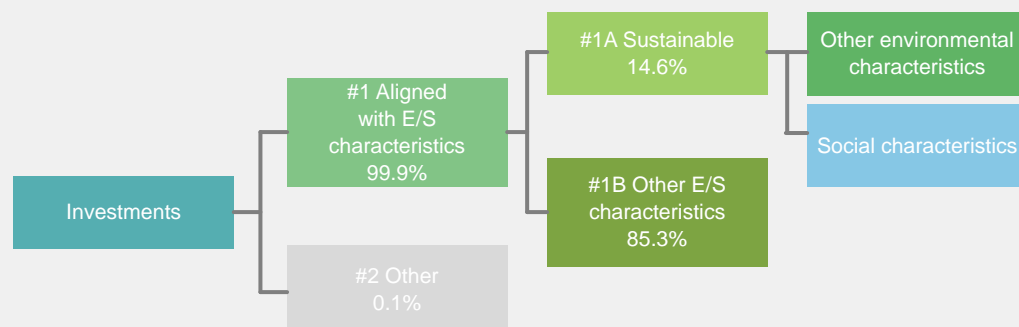 Investments
#1 Aligned
with E/S
characteristics
99.9%
#2 Other
0.1%
#1A Sustainable
14.6%
#1B Other E/S
characteristics
85.3%
Other environmental
characteristics
Social characteristics